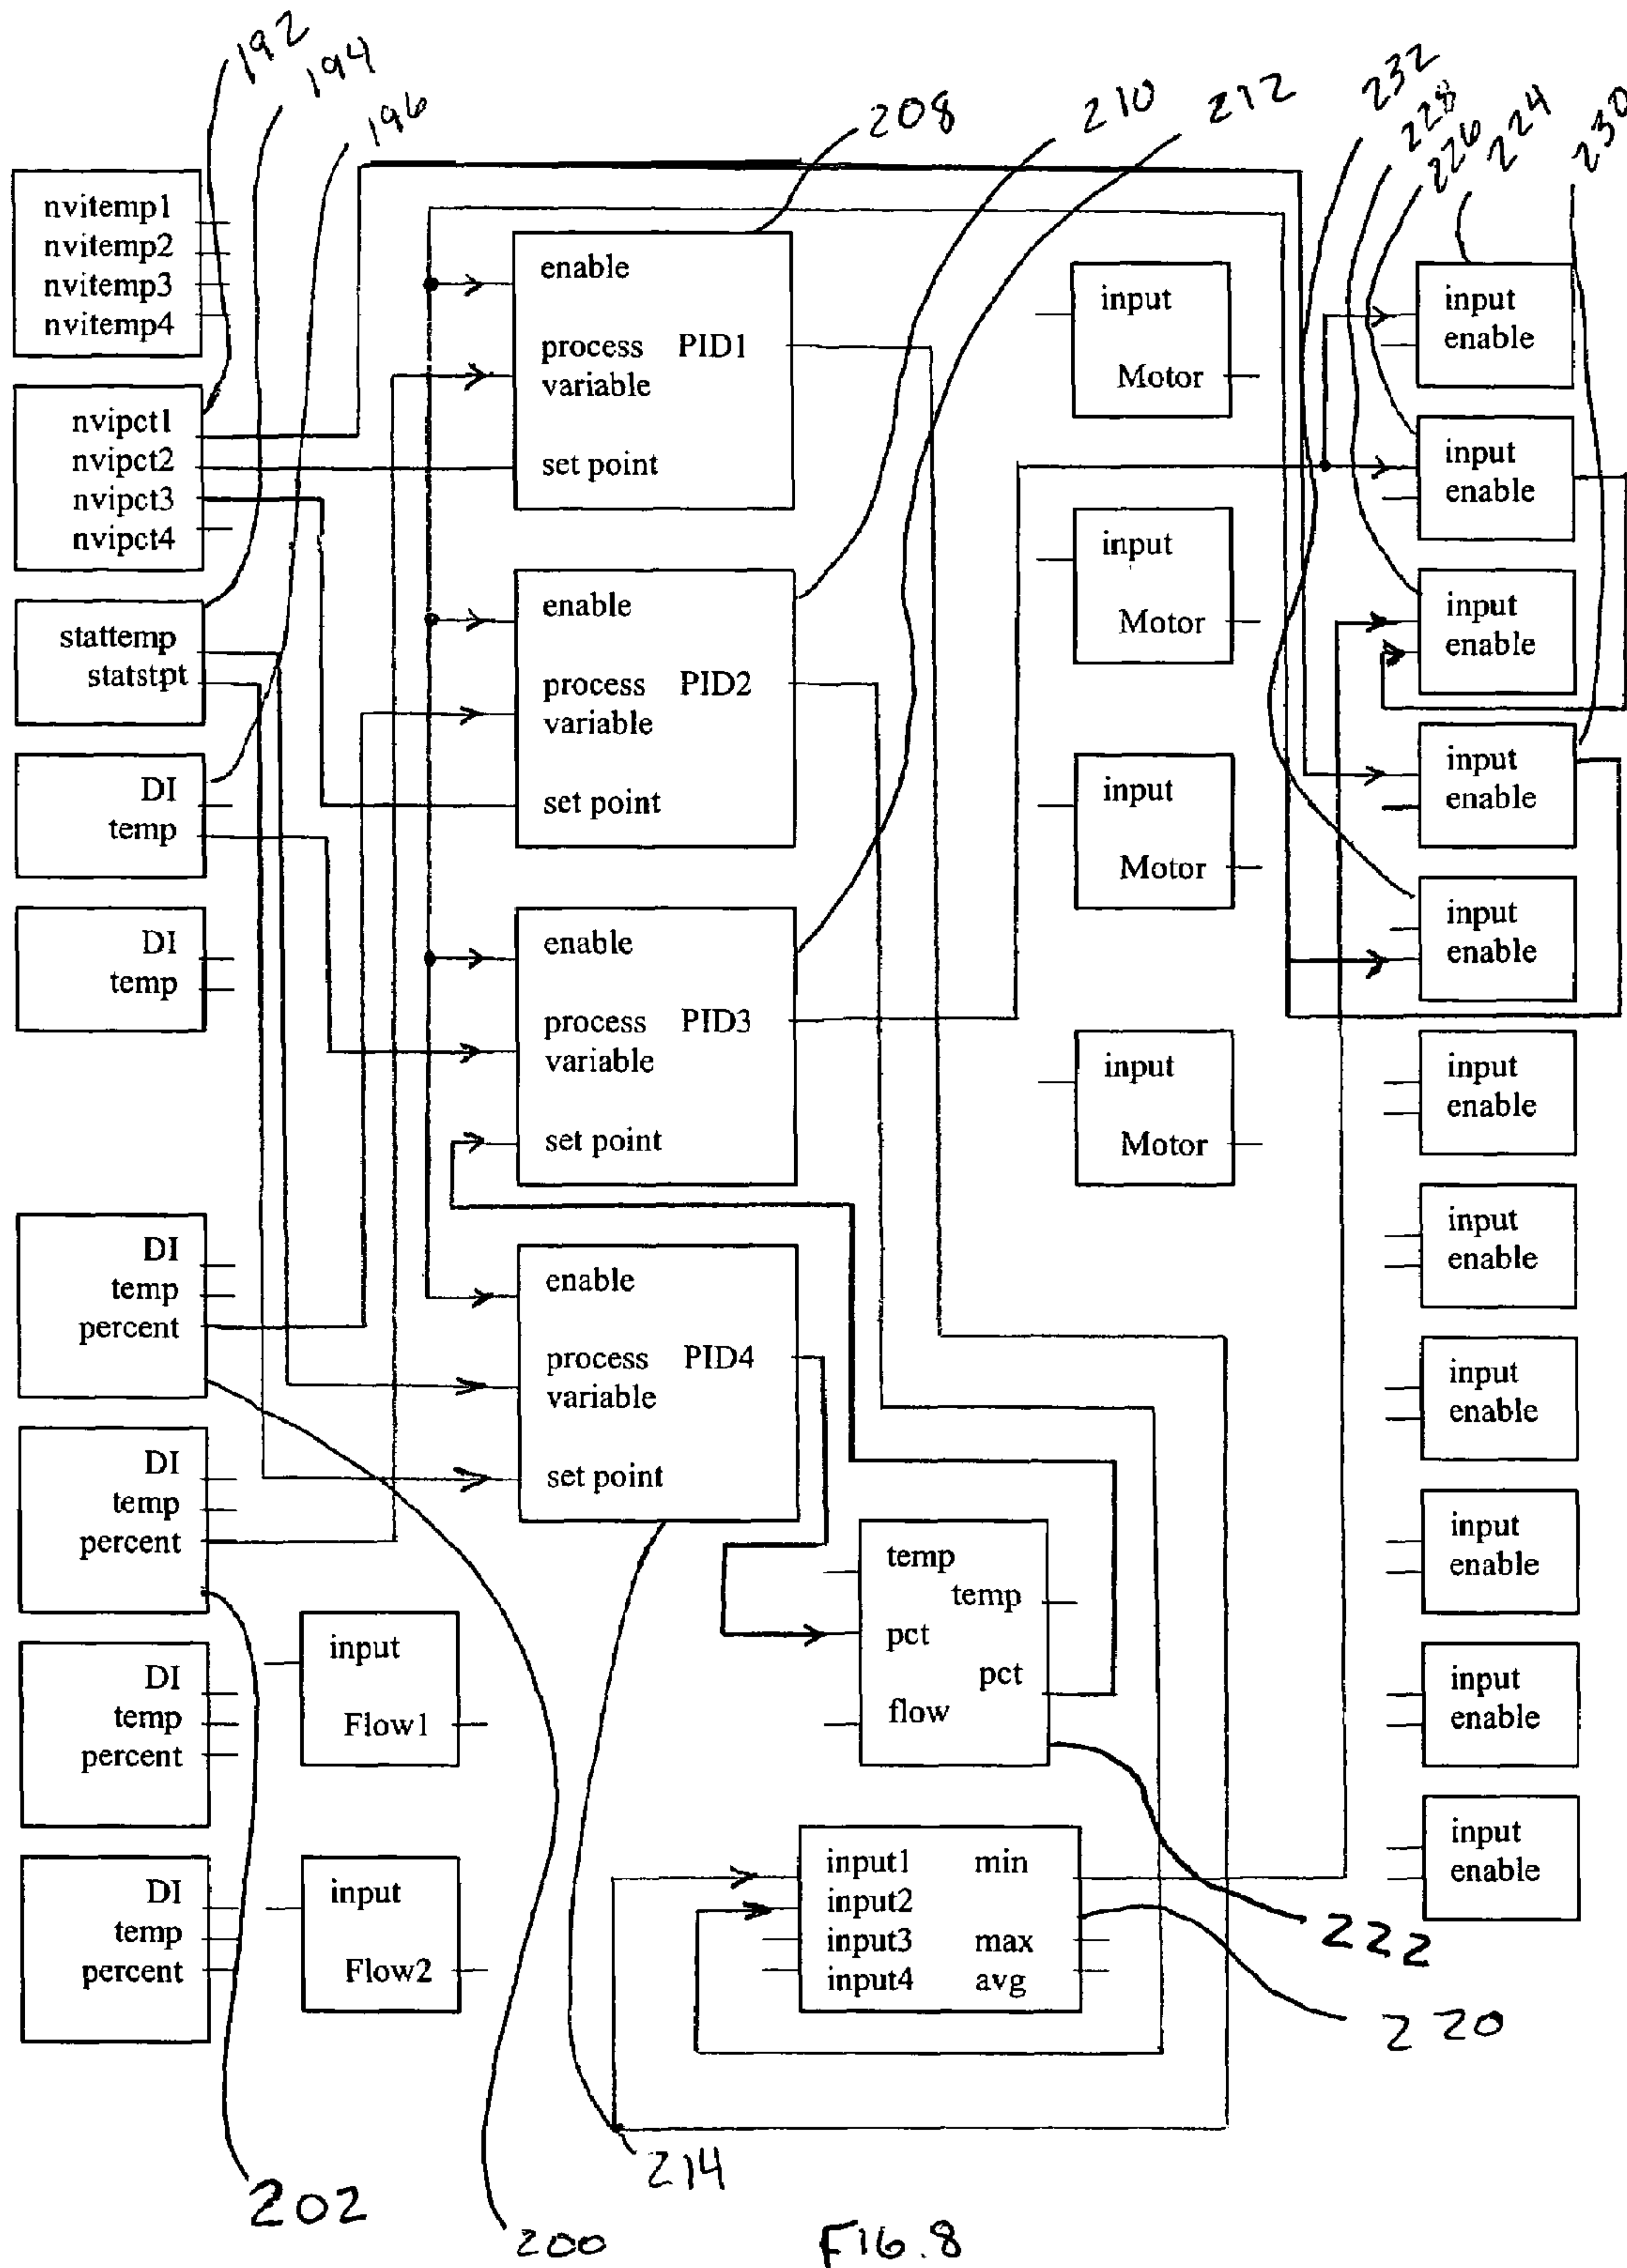 192
194
196
208
210
212
232
228
226
224
230
nvitemp1
nvitemp2
nvitemp3
nvitemp4
nvipct1
nvipct2
nvipct3
nvipct4
stattemp
statstpt
DI
temp
DI
temp
DI
temp
percent
DI
temp
percent
DI
temp
percent
DI
temp
percent
input
Flow1
input
Flow2
enable
process PID1
variable
set point
enable
process PID2
variable
set point
enable
process PID3
variable
set point
enable
process PID4
variable
set point
temp
temp
pct
pct
flow
input1 min
input2
input3 max
input4 avg
input
Motor
input
Motor
input
Motor
input
Motor
input
enable
input
enable
input
enable
input
enable
input
enable
input
enable
input
enable
input
enable
input
enable
input
enable
input
enable
222
220
214
202
200
FIG.8